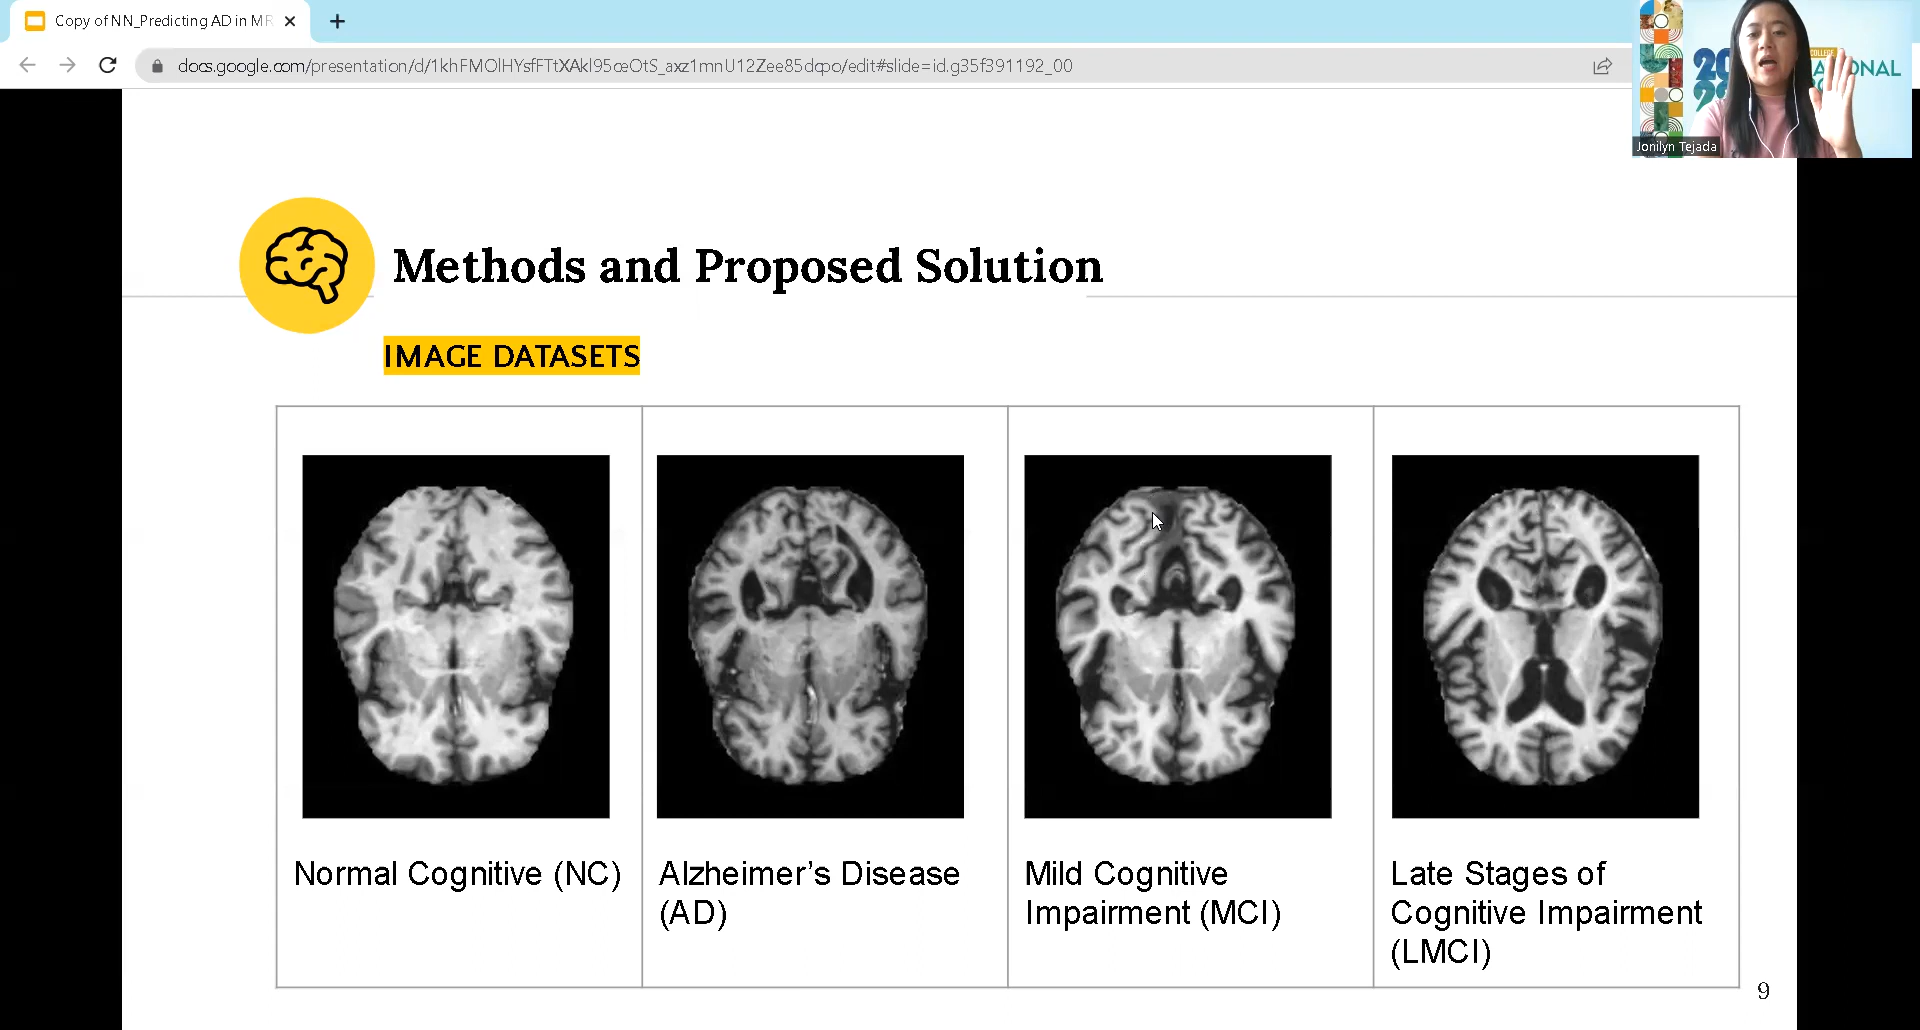 Copy of NN_Predicting AD in MR
docs.google.com/presentation/d/1khFMOlHYsfFTtXAkl95ceOtS_axz1mnU12Zee85dqpo/edit#slide=id.g35f391192_00
COLLEGE
Jonilyn Tejada
Methods and Proposed Solution
IMAGE DATASETS
Normal Cognitive (NC)
Alzheimer’s Disease
(AD)
Mild Cognitive
Impairment (MCI)
Late Stages of
Cognitive Impairment
(LMCI)
9